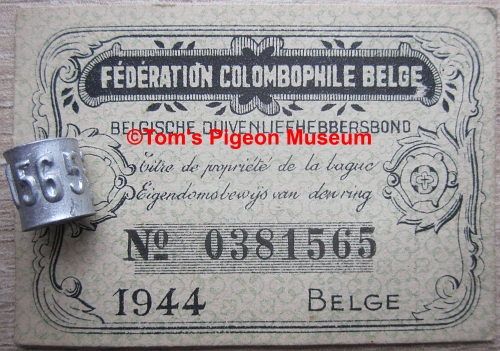 FÉDÉRATION COLOMBOPHILE BELGE
BELGISCHE DUIVENLIEFHEBBERSBOND
©Tom's Pigeon Museum
Titre de propriété de la bague
Eigendomsbewijs van den ring
№ 0381565
1944 BELGE
1565